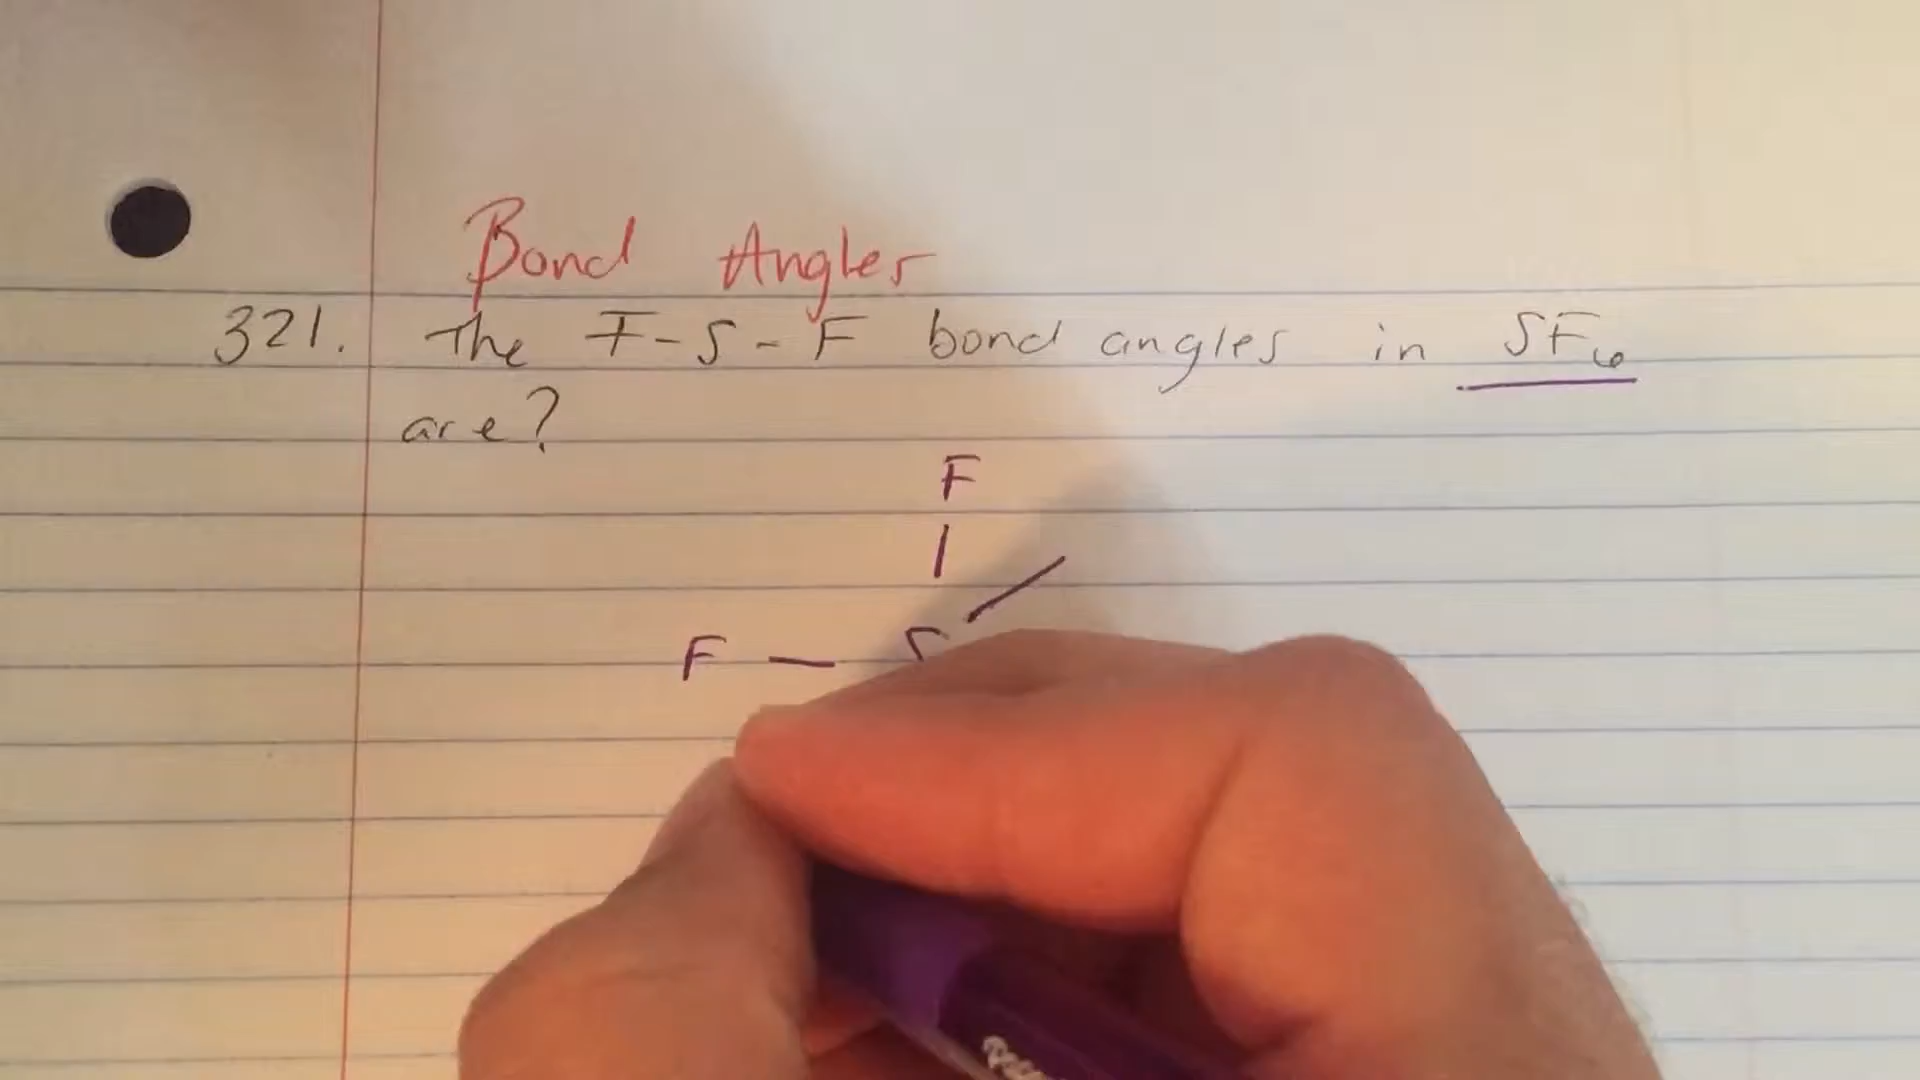 Bond Angles
321. The F-S-F bond angles in SF6
are?
F
F — S